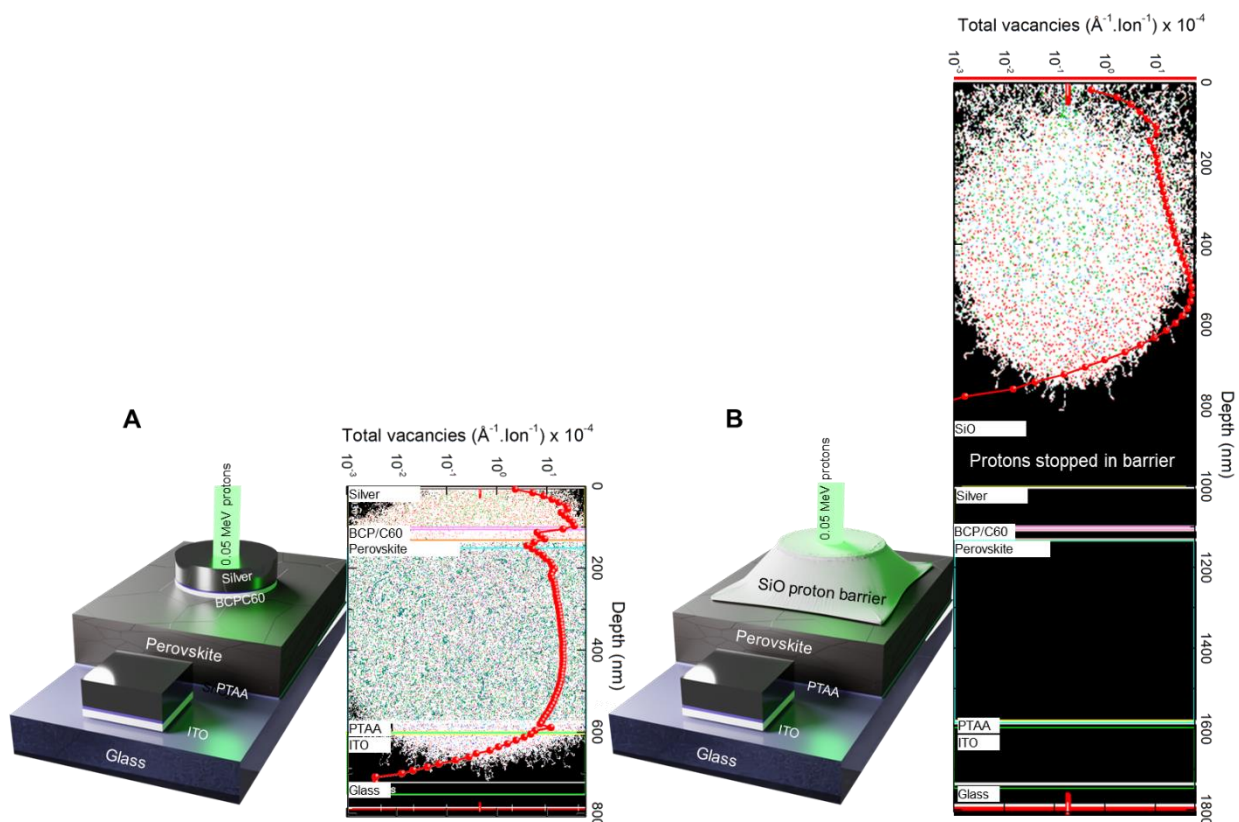 Total vacancies (Å⁻¹.Ion⁻¹) x 10⁻⁴
10⁻³ 10⁻² 10⁻¹ 10⁰ 10¹
0
200
400
600
800
1000
1200
1400
1600
1800
Depth (nm)
SiO
Protons stopped in barrier
Silver
BCP/C60
Perovskite
PTAA
ITO
Glass
A
0.05 MeV protons
Silver
BCPC60
Perovskite
PTAA
ITO
Glass
Total vacancies (Å⁻¹.Ion⁻¹) x 10⁻⁴
10⁻³ 10⁻² 10⁻¹ 10⁰ 10¹
0
200
400
600
800
Depth (nm)
Silver
BCP/C60
Perovskite
PTAA
ITO
Glass
B
0.05 MeV protons
SiO proton barrier
Perovskite
PTAA
ITO
Glass